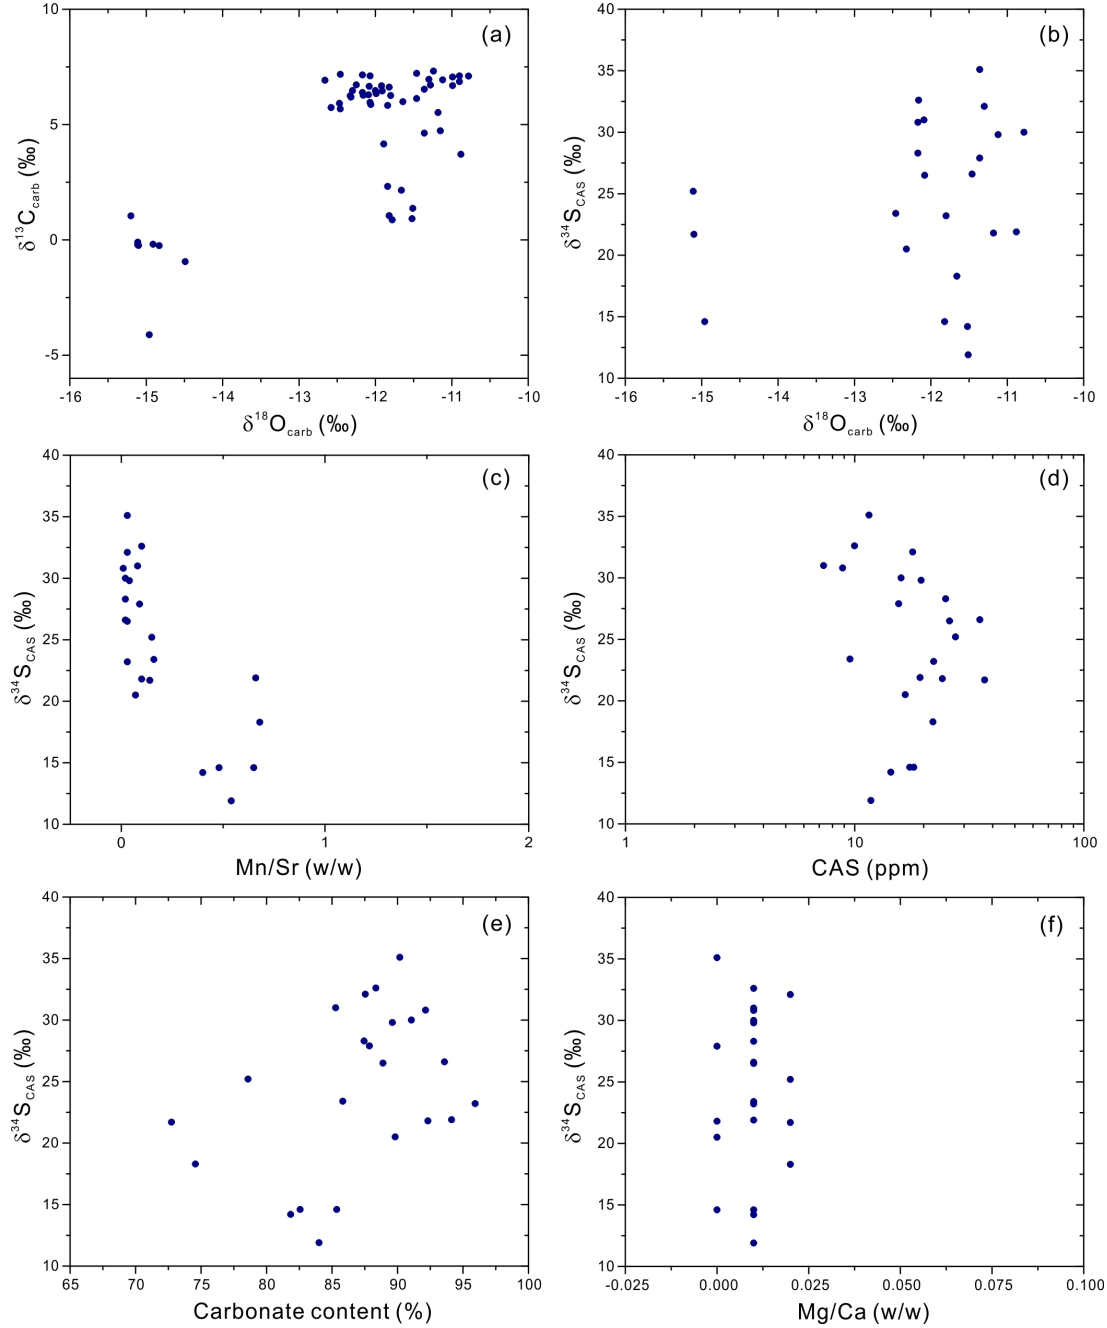 (a)
10
5
0
-5
-16 -15 -14 -13 -12 -11 -10
δ¹³Ccarb (‰)
δ¹⁸Ocarb (‰)
(b)
40
35
30
25
20
15
10
-16 -15 -14 -13 -12 -11 -10
δ³⁴SCAS (‰)
δ¹⁸Ocarb (‰)
(c)
40
35
30
25
20
15
10
0 1 2
δ³⁴SCAS (‰)
Mn/Sr (w/w)
(d)
40
35
30
25
20
15
10
1 10 100
δ³⁴SCAS (‰)
CAS (ppm)
(e)
40
35
30
25
20
15
10
65 70 75 80 85 90 95 100
δ³⁴SCAS (‰)
Carbonate content (%)
(f)
40
35
30
25
20
15
10
-0.025 0.000 0.025 0.050 0.075 0.100
δ³⁴SCAS (‰)
Mg/Ca (w/w)